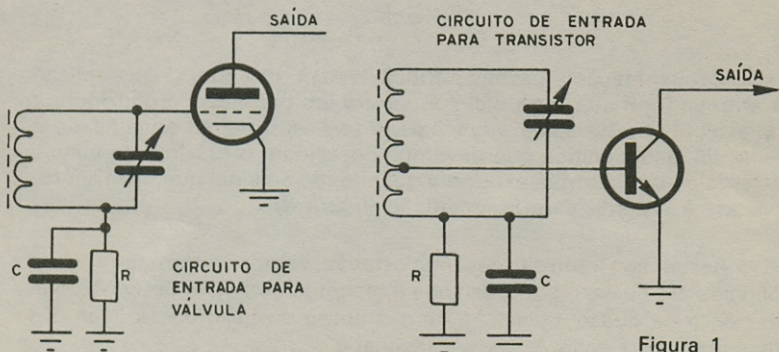 SAÍDA
C
R
CIRCUITO DE
ENTRADA PARA
VÁLVULA
CIRCUITO DE ENTRADA
PARA TRANSISTOR
SAÍDA
R
C
Figura 1